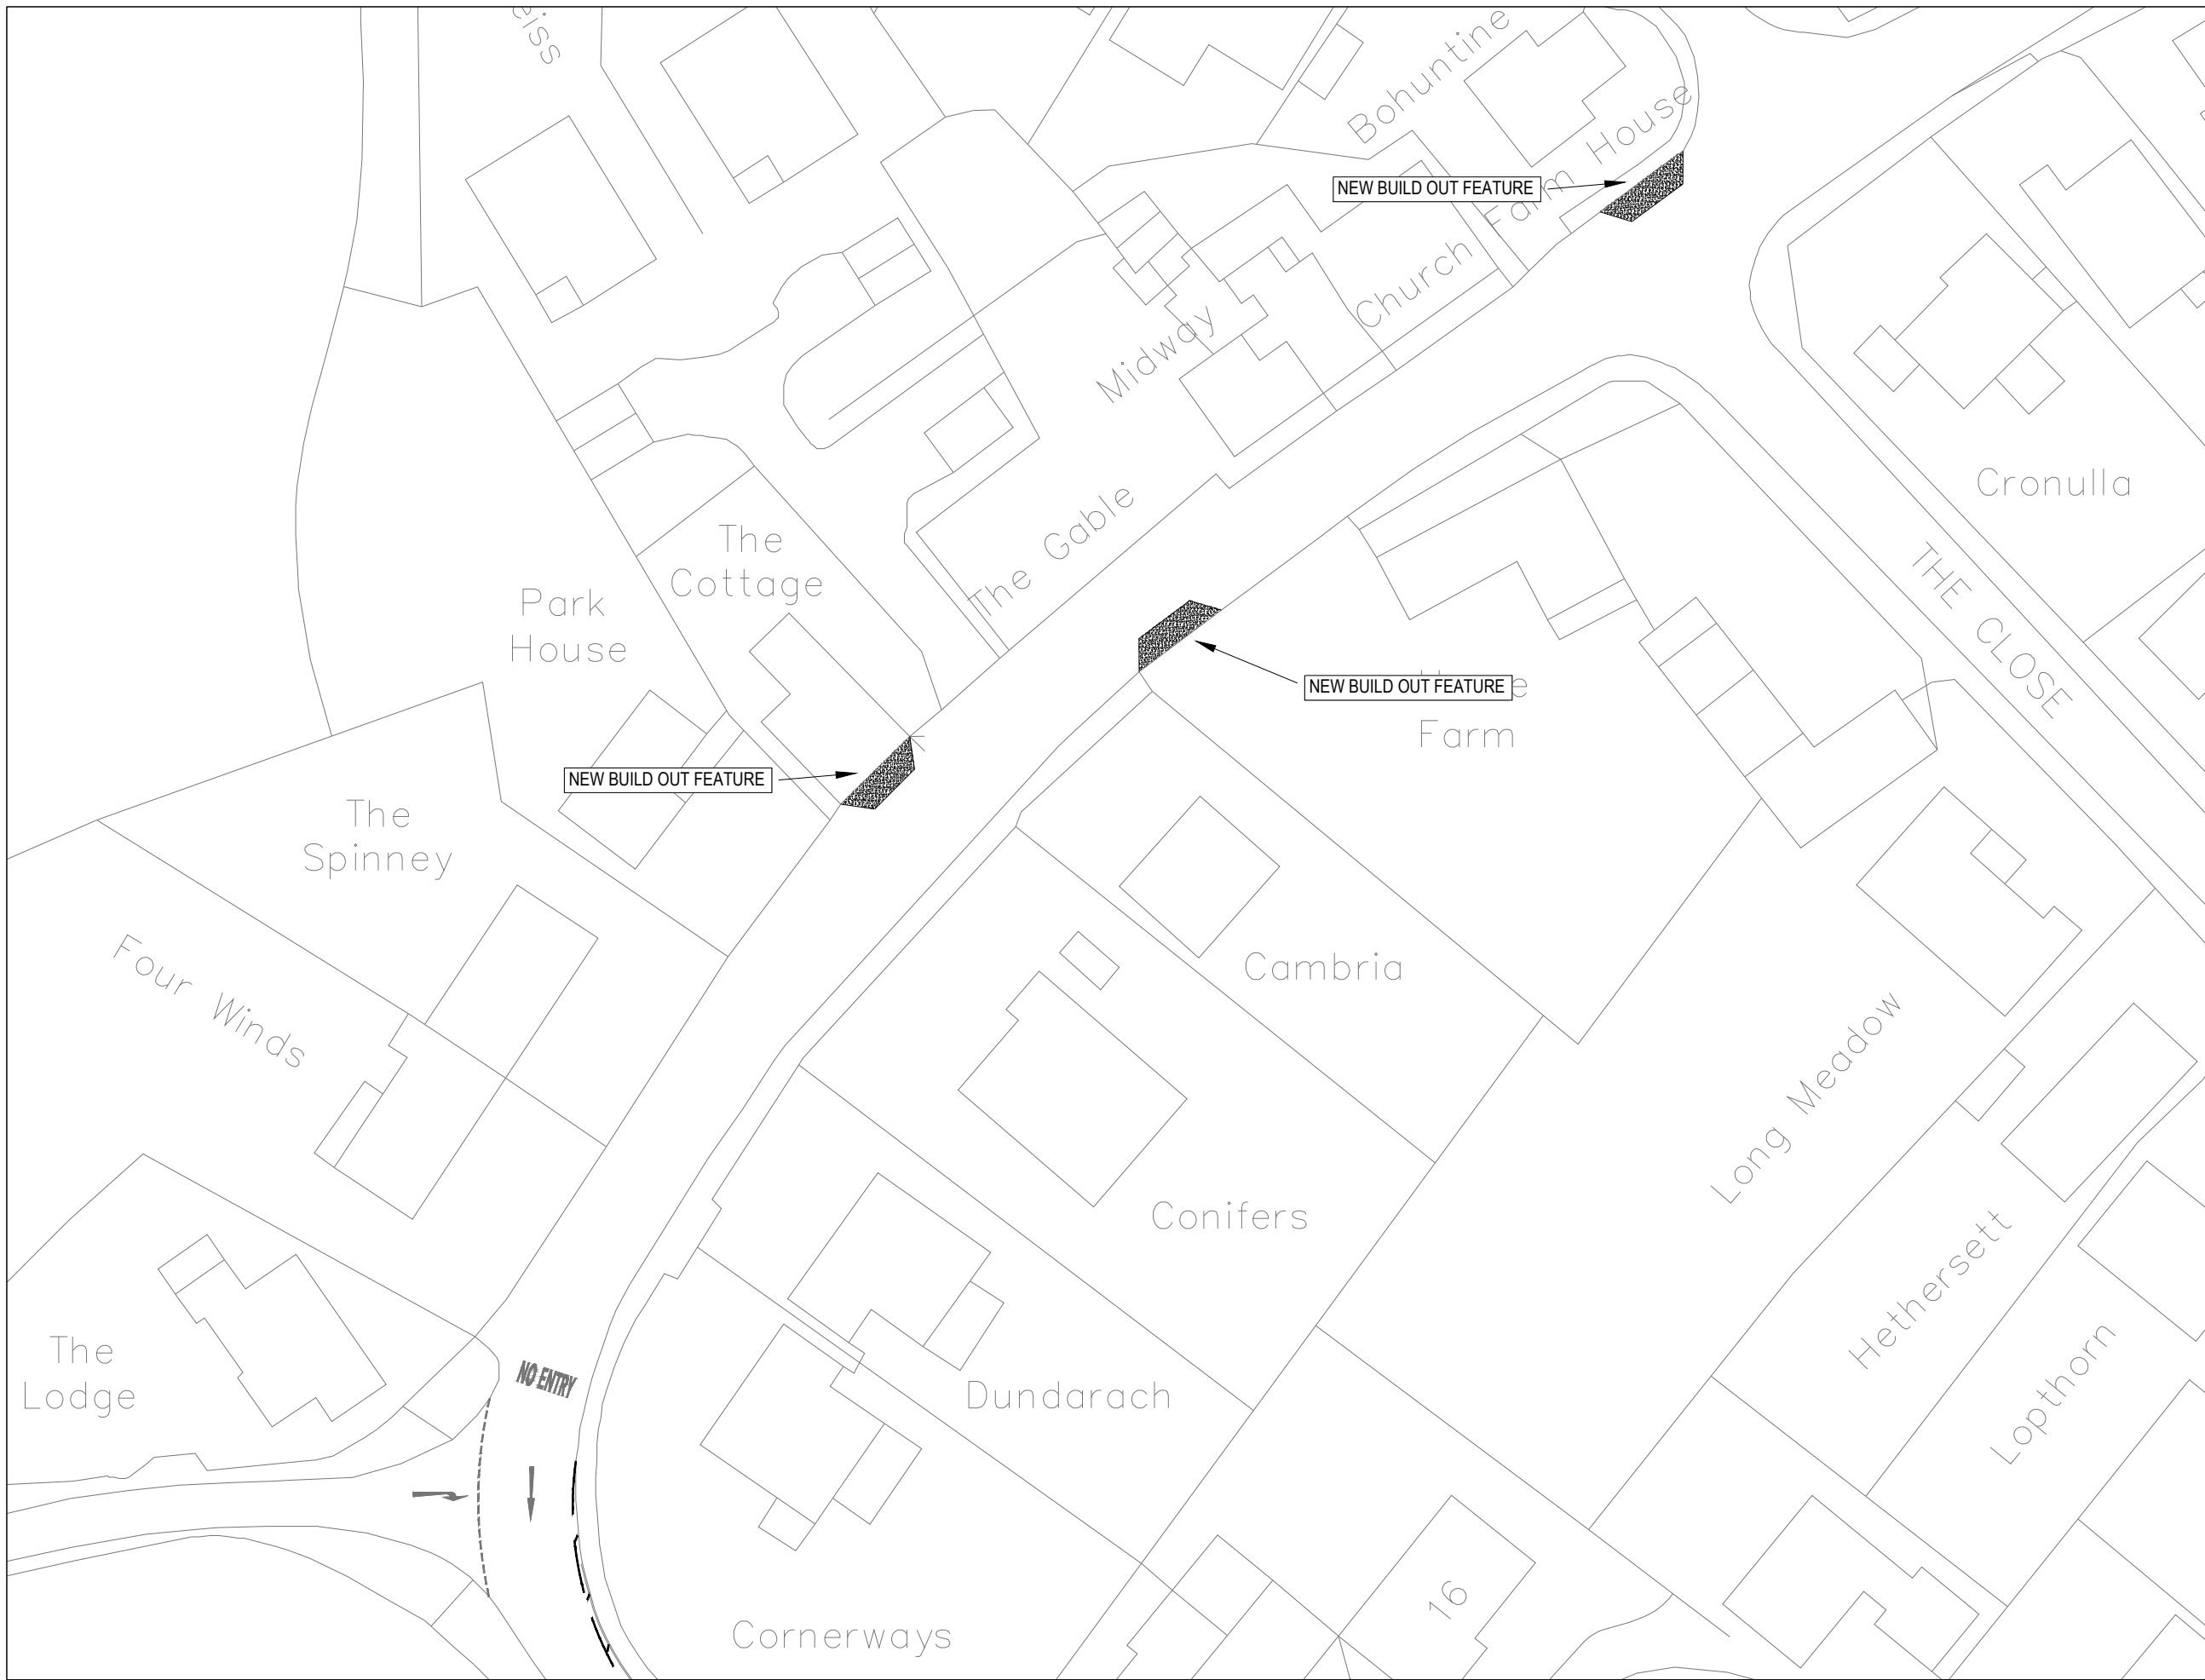 Bohuntine
NEW BUILD OUT FEATURE
Church Farm House
Midway
Cronulla
The Gable
The
Cottage
Park
House
THE CLOSE
NEW BUILD OUT FEATURE
Farm
NEW BUILD OUT FEATURE
The
Spinney
Four Winds
Cambria
Long Meadow
Conifers
Hethersett
The
Lodge
NO ENTRY
Dundarach
Lopthorn
16
Cornerways